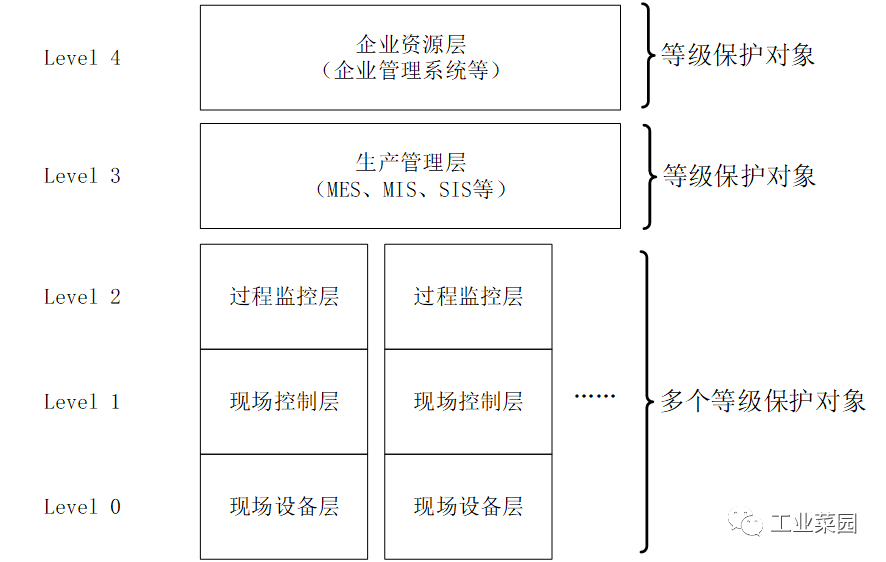 Level 4
企业资源层
（企业管理系统等）
等级保护对象
Level 3
生产管理层
（MES、MIS、SIS等）
等级保护对象
Level 2
过程监控层
过程监控层
Level 1
现场控制层
现场控制层
……
多个等级保护对象
Level 0
现场设备层
现场设备层
工业菜园